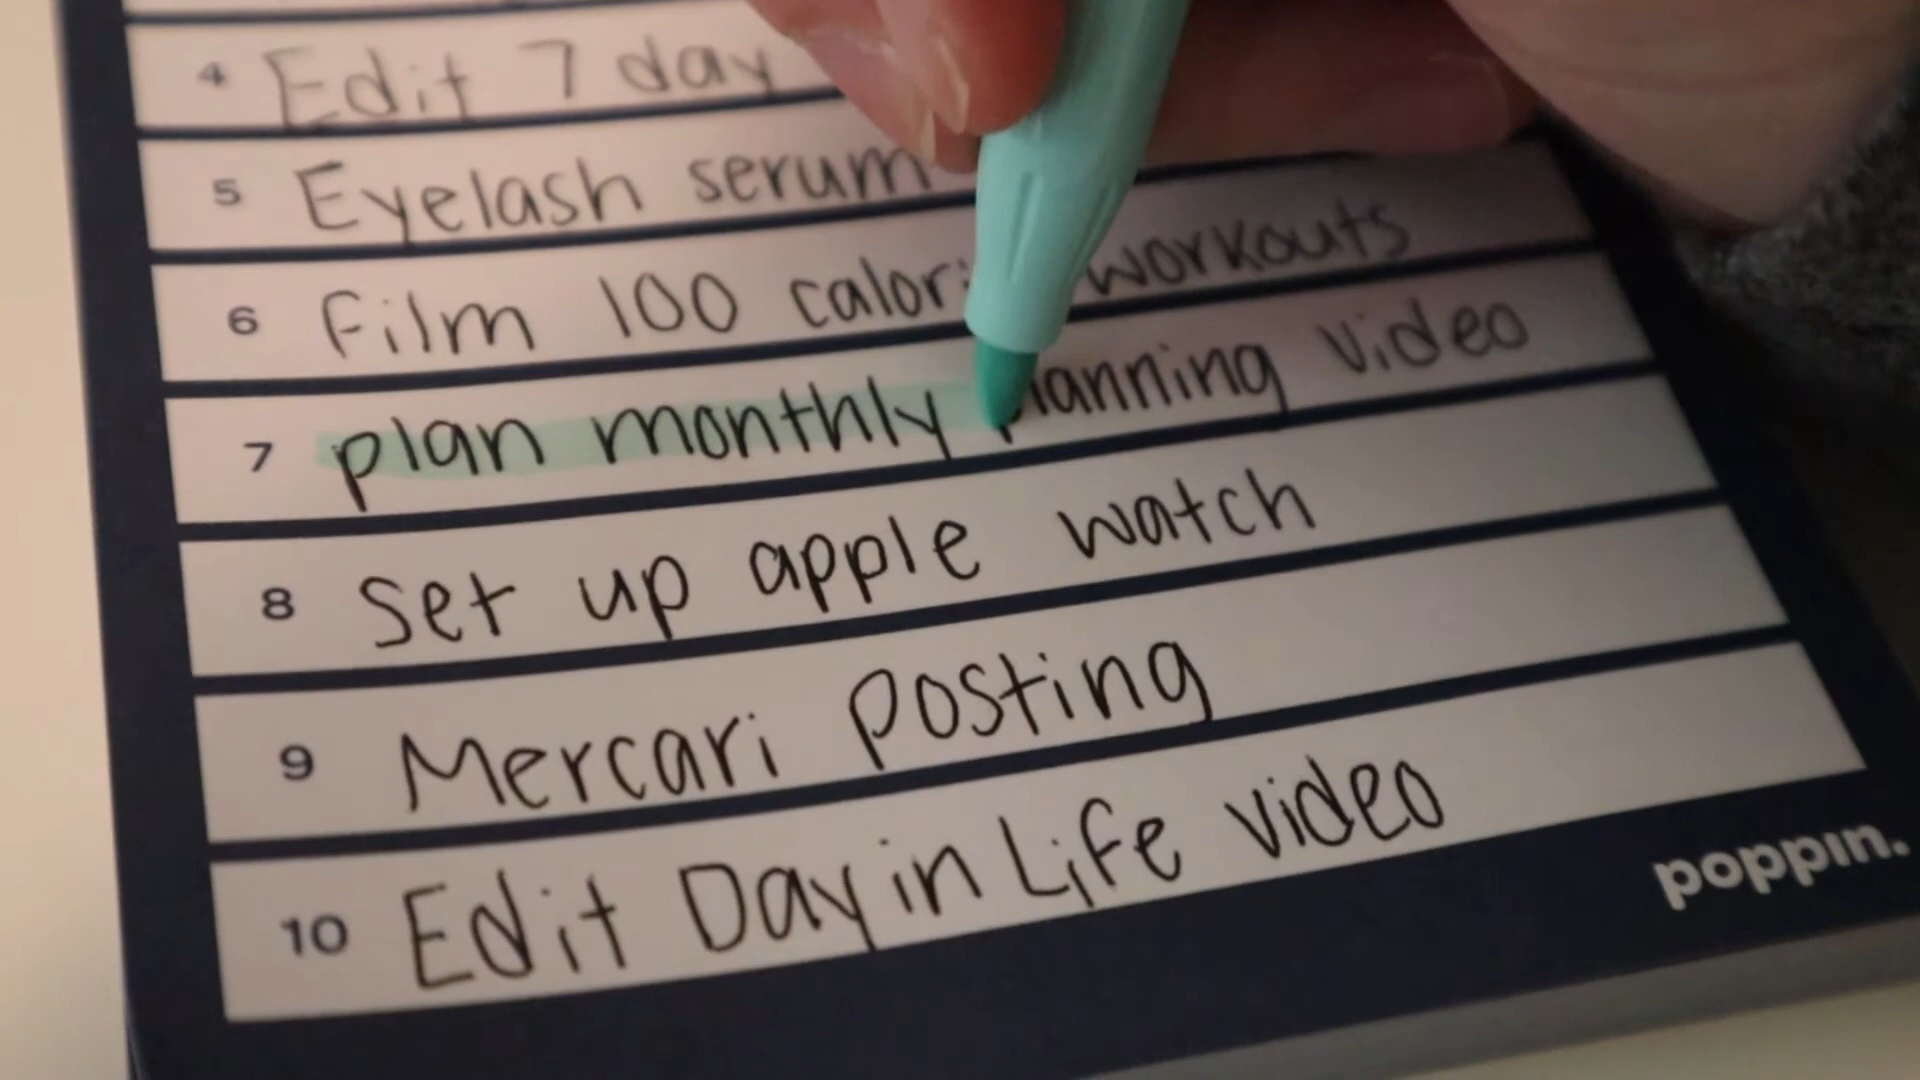 4 Edit 7 day
5 Eyelash serum
6 Film 100 calori workouts
7 plan monthly planning video
8 Set up apple watch
9 Mercari Posting
10 Edit Day in Life video
poppin.